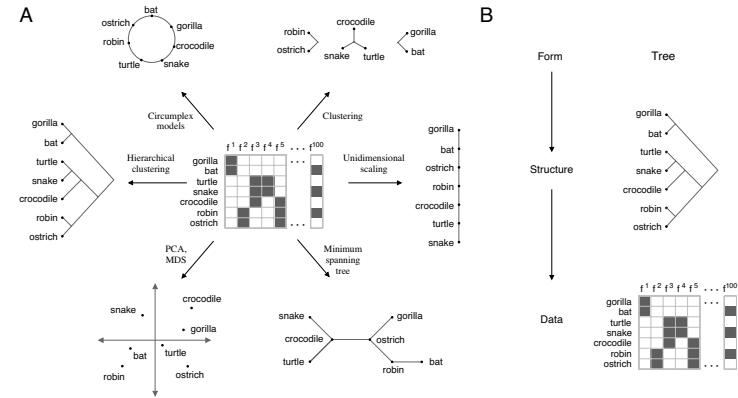 A
bat
ostrich
gorilla
robin
crocodile
turtle
snake
crocodile
robin
ostrich
gorilla
bat
snake
turtle
Circumplex
models
Clustering
gorilla
bat
turtle
snake
crocodile
robin
ostrich
Hierarchical
clustering
f1 f2 f3 f4 f5 ... f100
gorilla ...
bat
turtle
snake
crocodile
robin
ostrich ...
Unidimensional
scaling
gorilla
bat
ostrich
robin
crocodile
turtle
snake
PCA,
MDS
Minimum
spanning
tree
snake
crocodile
gorilla
bat
turtle
robin
ostrich
snake
gorilla
crocodile
ostrich
turtle
robin
bat
B
Form
Tree
Structure
gorilla
bat
turtle
snake
crocodile
robin
ostrich
Data
f1 f2 f3 f4 f5 ... f100
gorilla ...
bat
turtle
snake
crocodile
robin
ostrich ...